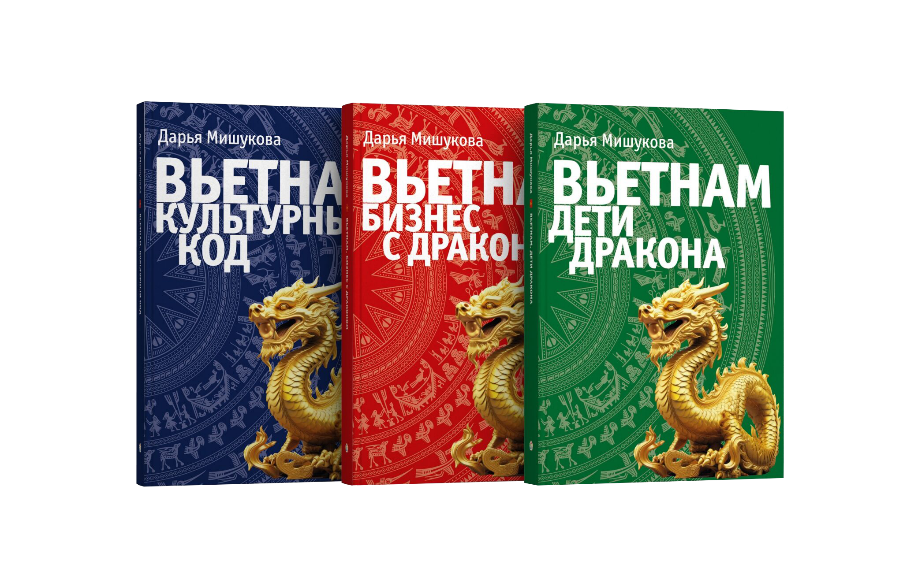 Дарья Мишукова
ВЬЕТНА
КУЛЬТУРНЫ
КОД
Дарья Мишукова
ВЬЕТНА
БИЗНЕС
С ДРАКОН
Дарья Мишукова
ВЬЕТНАМ
ДЕТИ
ДРАКОНА